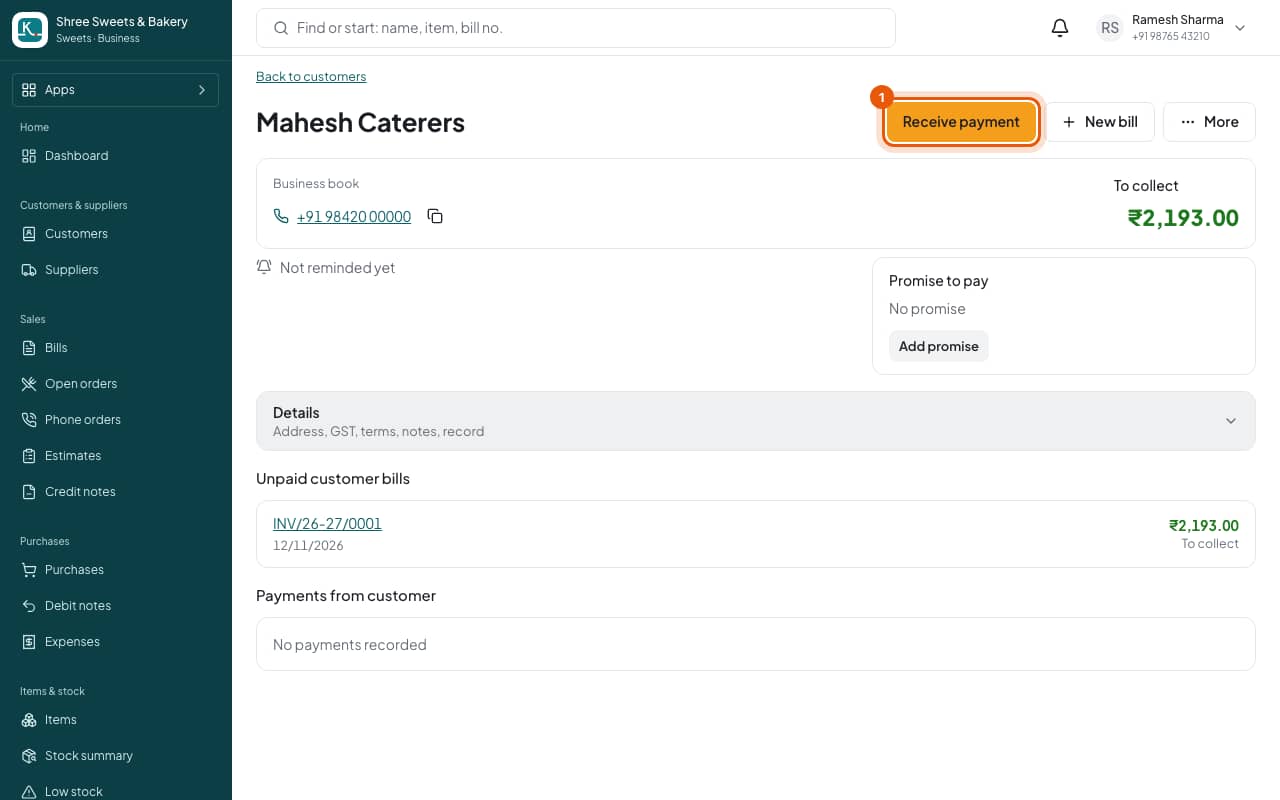 Shree Sweets & Bakery
Sweets · Business
Apps
Home
Dashboard
Customers & suppliers
Customers
Suppliers
Sales
Bills
Open orders
Phone orders
Estimates
Credit notes
Purchases
Purchases
Debit notes
Expenses
Items & stock
Items
Stock summary
Low stock
Find or start: name, item, bill no.
RS
Ramesh Sharma
+91 98765 43210
Back to customers
Mahesh Caterers
1
Receive payment
New bill
More
Business book
+91 98420 00000
To collect
₹2,193.00
Not reminded yet
Promise to pay
No promise
Add promise
Details
Address, GST, terms, notes, record
Unpaid customer bills
INV/26-27/0001
12/11/2026
₹2,193.00
To collect
Payments from customer
No payments recorded